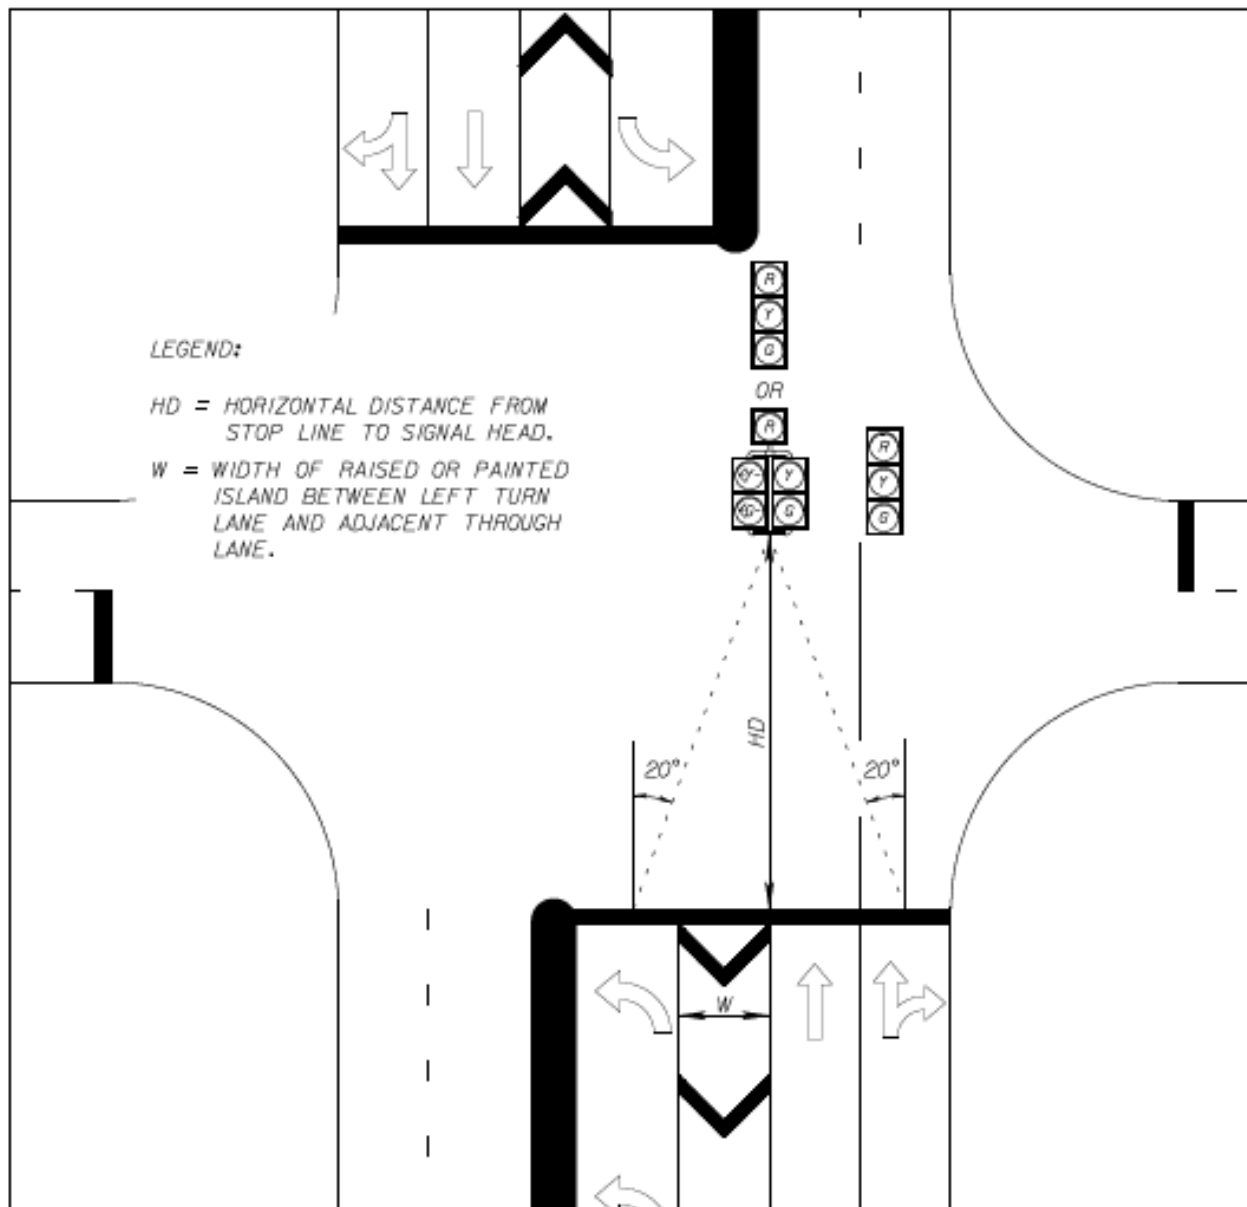 R
Y
G
LEGEND:
OR
HD = HORIZONTAL DISTANCE FROM
STOP LINE TO SIGNAL HEAD.
R
R
W = WIDTH OF RAISED OR PAINTED
ISLAND BETWEEN LEFT TURN
LANE AND ADJACENT THROUGH
LANE.
Y Y Y
G G G
HD
20° 20°
W